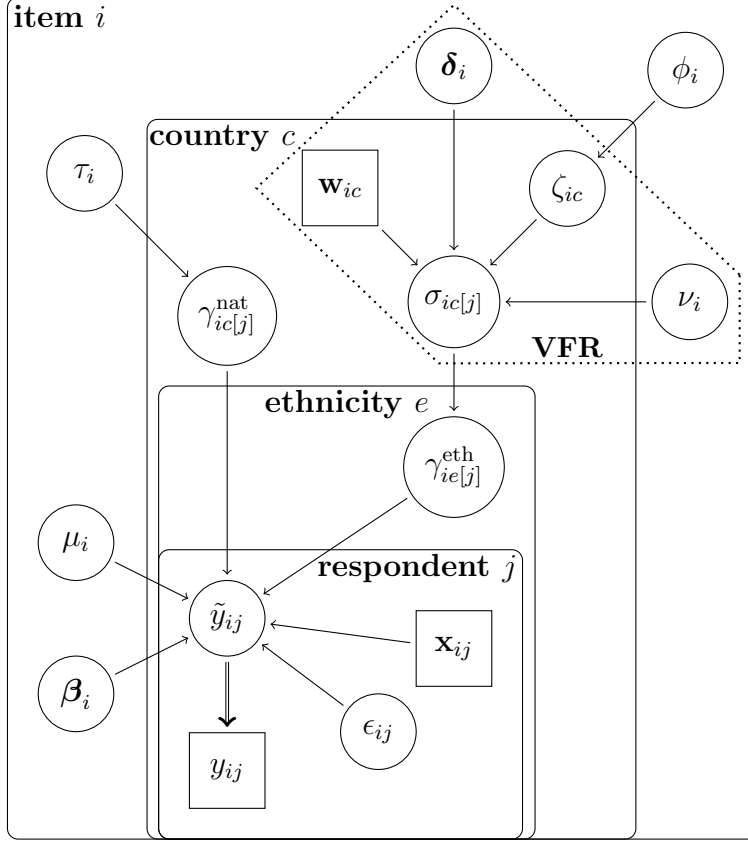 item i
δ_i
φ_i
country c
τ_i
w_ic
ζ_ic
γ^nat_ic[j]
σ_ic[j]
ν_i
VFR
ethnicity e
γ^eth_ie[j]
μ_i
respondent j
ỹ_ij
x_ij
β_i
ϵ_ij
y_ij